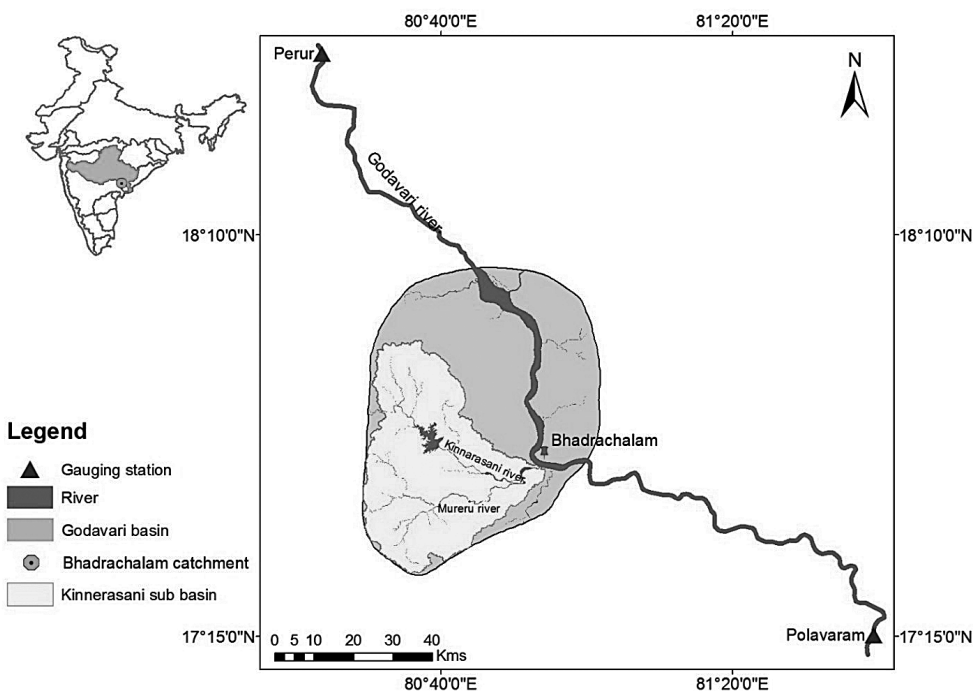 80°40'0"E
81°20'0"E
Perur
N
Godavari river
18°10'0"N
18°10'0"N
Bhadrachalam
Kinnarasani river
Mureru river
Legend
Gauging station
River
Godavari basin
Bhadrachalam catchment
Kinnerasani sub basin
17°15'0"N
17°15'0"N
Polavaram
0 5 10 20 30 40
Kms
80°40'0"E
81°20'0"E